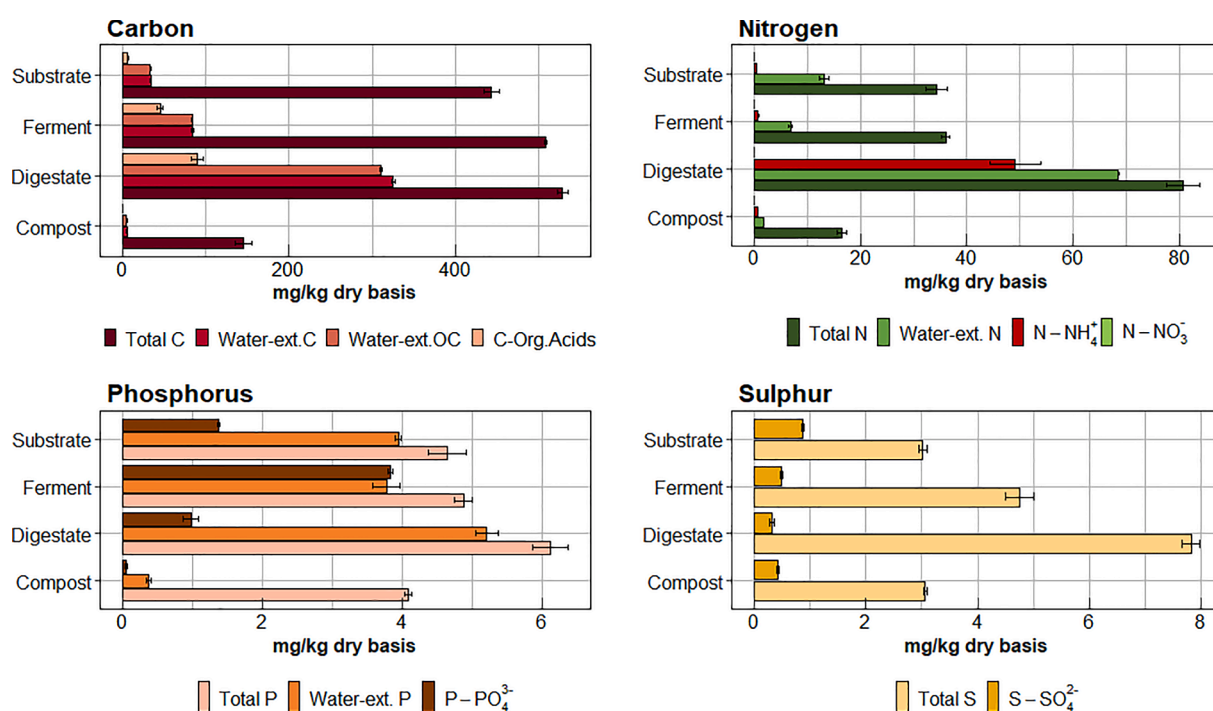 Carbon
Substrate
Ferment
Digestate
Compost
0 200 400
mg/kg dry basis
Total C Water-ext.C Water-ext.OC C-Org.Acids
Nitrogen
Substrate
Ferment
Digestate
Compost
0 20 40 60 80
mg/kg dry basis
Total N Water-ext. N N–NH₄⁺ N–NO₃⁻
Phosphorus
Substrate
Ferment
Digestate
Compost
0 2 4 6
mg/kg dry basis
Total P Water-ext. P P–PO₄³⁻
Sulphur
Substrate
Ferment
Digestate
Compost
0 2 4 6 8
mg/kg dry basis
Total S S–SO₄²⁻